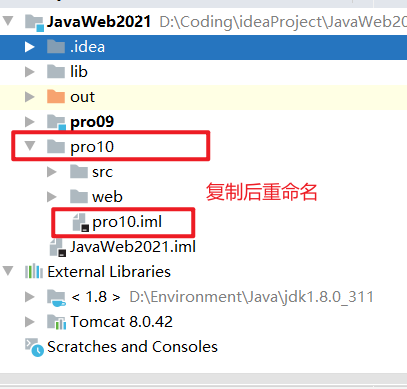 JavaWeb2021 D:\Coding\ideaProject\JavaWeb20
.idea
lib
out
pro09
pro10
src
复制后重命名
web
pro10.iml
JavaWeb2021.iml
External Libraries
< 1.8 > D:\Environment\Java\jdk1.8.0_311
Tomcat 8.0.42
Scratches and Consoles